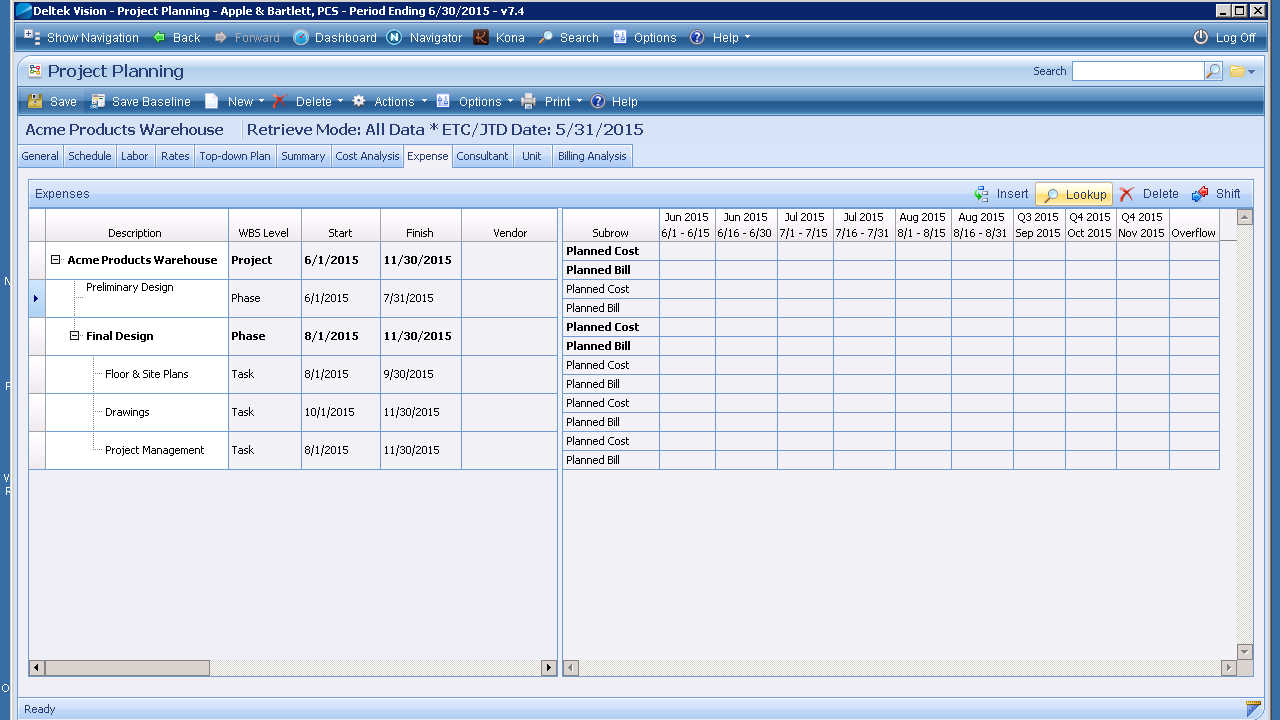 Deltek Vision - Project Planning - Apple & Bartlett, PCS - Period Ending 6/30/2015 - v7.4
Show Navigation Back Forward Dashboard Navigator Kona Search Options Help Log Off
Project Planning Search
Save Save Baseline New Delete Actions Options Print Help
Acme Products Warehouse Retrieve Mode: All Data * ETC/JTD Date: 5/31/2015
General Schedule Labor Rates Top-down Plan Summary Cost Analysis Expense Consultant Unit Billing Analysis
Expenses Insert Lookup Delete Shift
Jun 2015 Jun 2015 Jul 2015 Jul 2015 Aug 2015 Aug 2015 Q3 2015 Q4 2015 Q4 2015
Description WBS Level Start Finish Vendor Subrow 6/1 - 6/15 6/16 - 6/30 7/1 - 7/15 7/16 - 7/31 8/1 - 8/15 8/16 - 8/31 Sep 2015 Oct 2015 Nov 2015 Overflow
Acme Products Warehouse Project 6/1/2015 11/30/2015 Planned Cost
Planned Bill
Preliminary Design Phase 6/1/2015 7/31/2015 Planned Cost
Planned Bill
Final Design Phase 8/1/2015 11/30/2015 Planned Cost
Planned Bill
Floor & Site Plans Task 8/1/2015 9/30/2015 Planned Cost
Planned Bill
Drawings Task 10/1/2015 11/30/2015 Planned Cost
Planned Bill
Project Management Task 8/1/2015 11/30/2015 Planned Cost
Planned Bill
Ready